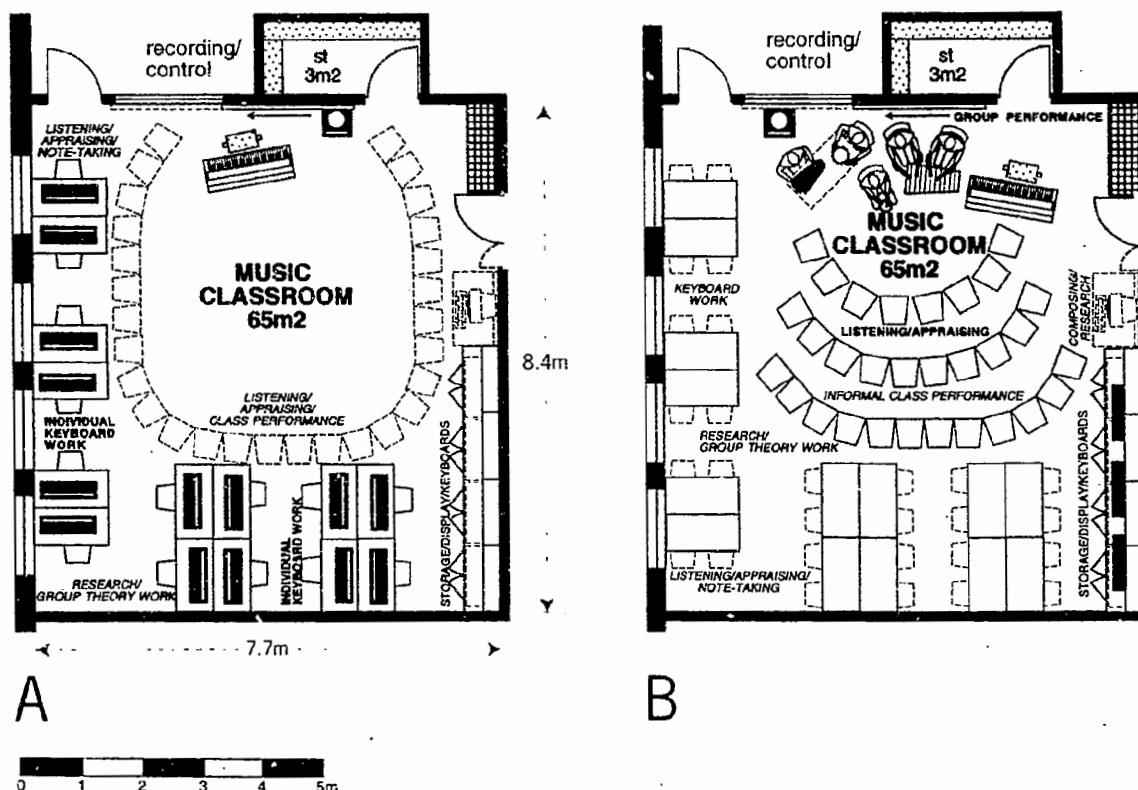 recording/
control
st
3m2
LISTENING/
APPRAISING/
NOTE-TAKING
MUSIC
CLASSROOM
65m2
8.4m
LISTENING/
APPRAISING/
CLASS PERFORMANCE
INDIVIDUAL
KEYBOARD
WORK
INDIVIDUAL
KEYBOARD WORK
STORAGE/DISPLAY/KEYBOARDS
RESEARCH/
GROUP THEORY WORK
7.7m
A
0 1 2 3 4 5m
recording/
control
st
3m2
GROUP PERFORMANCE
MUSIC
CLASSROOM
65m2
KEYBOARD
WORK
COMPOSING/
RESEARCH
LISTENING/APPRAISING
INFORMAL CLASS PERFORMANCE
RESEARCH/
GROUP THEORY WORK
STORAGE/DISPLAY/KEYBOARDS
LISTENING/APPRAISING/
NOTE-TAKING
B